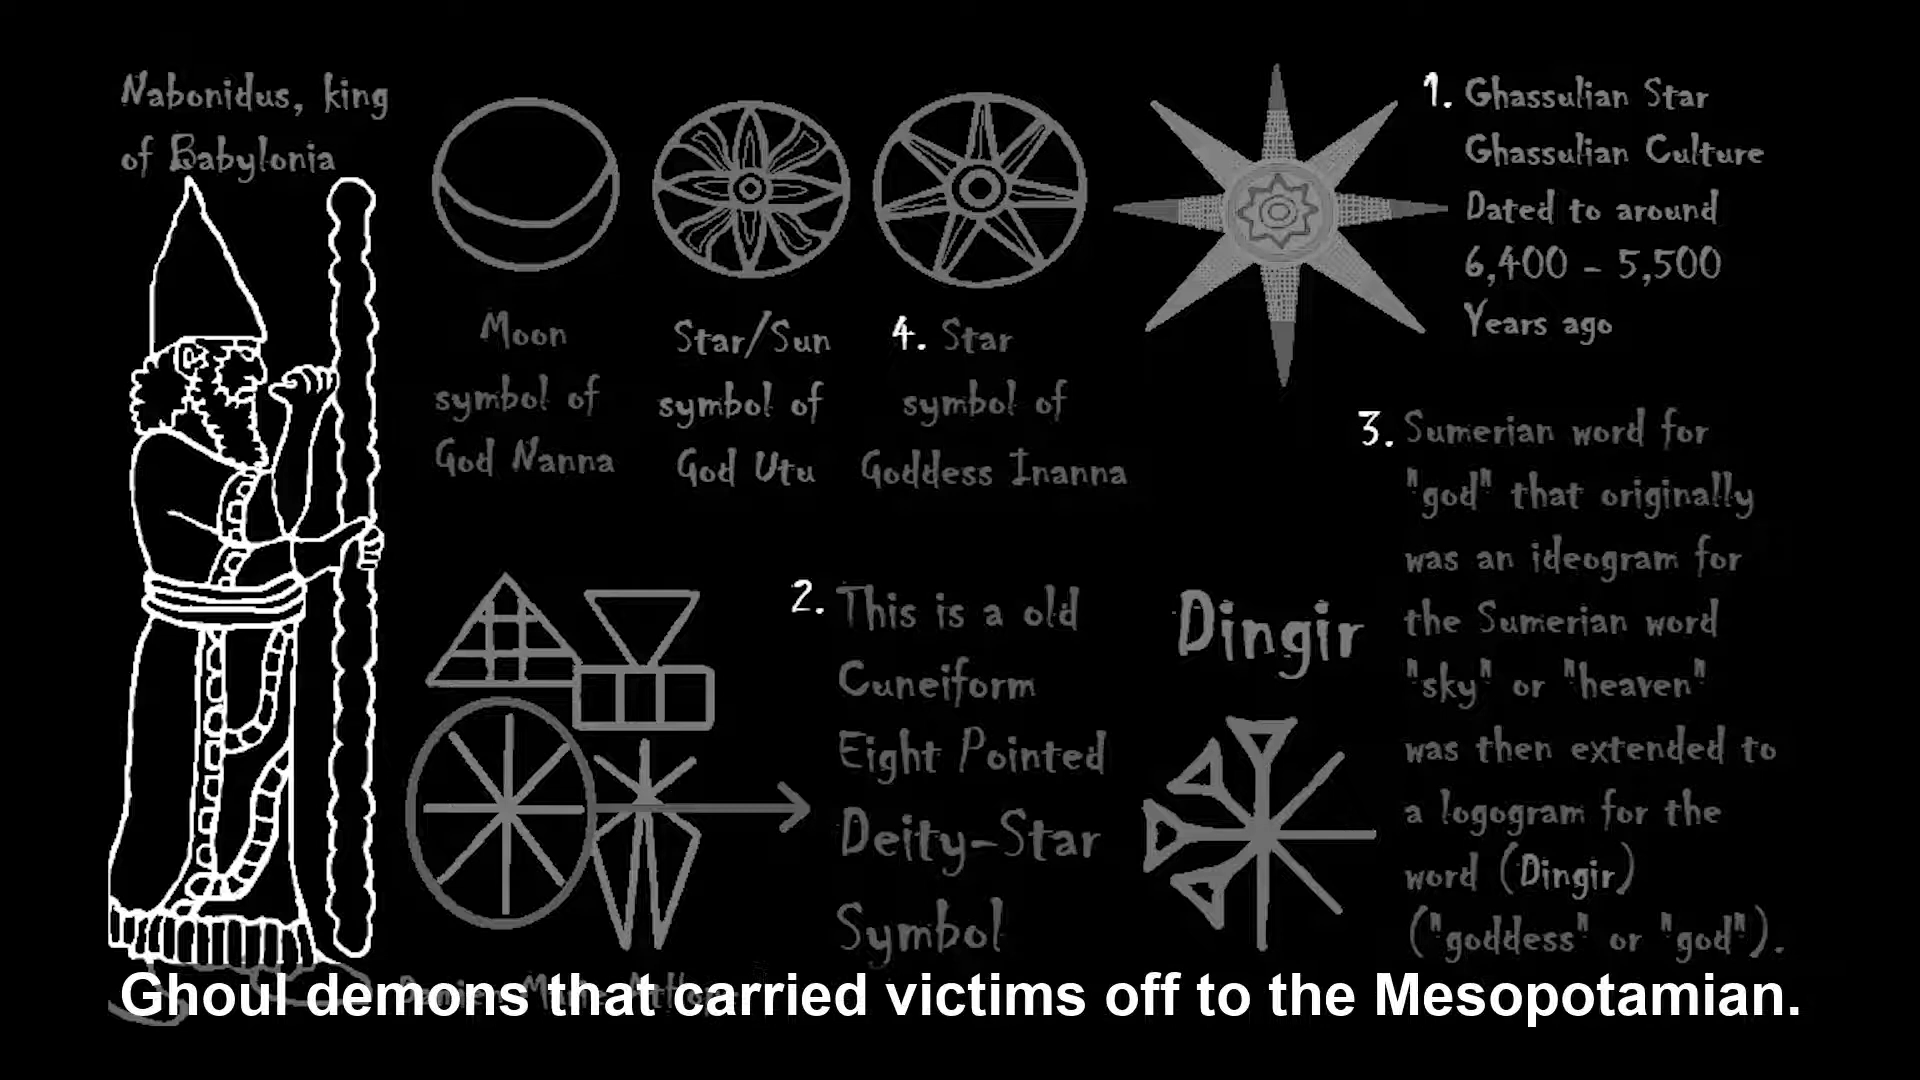 Nabonidus, king
of Babylonia
Moon
symbol of
God Nanna
Star/Sun
symbol of
God Utu
4. Star
symbol of
Goddess Inanna
1. Ghassulian Star
Ghassulian Culture
Dated to around
6,400 - 5,500
Years ago
2. This is a old
Cuneiform
Eight Pointed
Deity-Star
Symbol
Dingir
3. Sumerian word for
"god" that originally
was an ideogram for
the Sumerian word
"sky" or "heaven"
was then extended to
a logogram for the
word (Dingir)
("goddess" or "god").
Ghoul demons that carried victims off to the Mesopotamian.